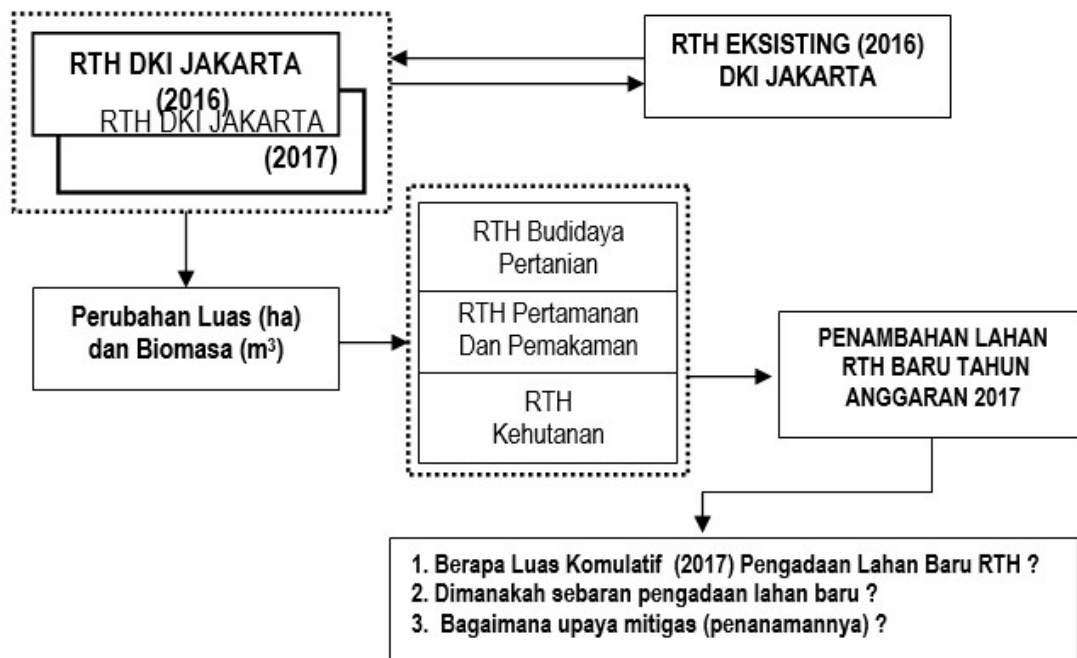 RTH DKI JAKARTA
(2016)
RTH DKI JAKARTA
(2017)
RTH EKSISTING (2016)
DKI JAKARTA
Perubahan Luas (ha)
dan Biomasa (m³)
RTH Budidaya
Pertanian
RTH Pertamanan
Dan Pemakaman
RTH
Kehutanan
PENAMBAHAN LAHAN
RTH BARU TAHUN
ANGGARAN 2017
1. Berapa Luas Komulatif (2017) Pengadaan Lahan Baru RTH ?
2. Dimanakah sebaran pengadaan lahan baru ?
3. Bagaimana upaya mitigas (penanamannya) ?